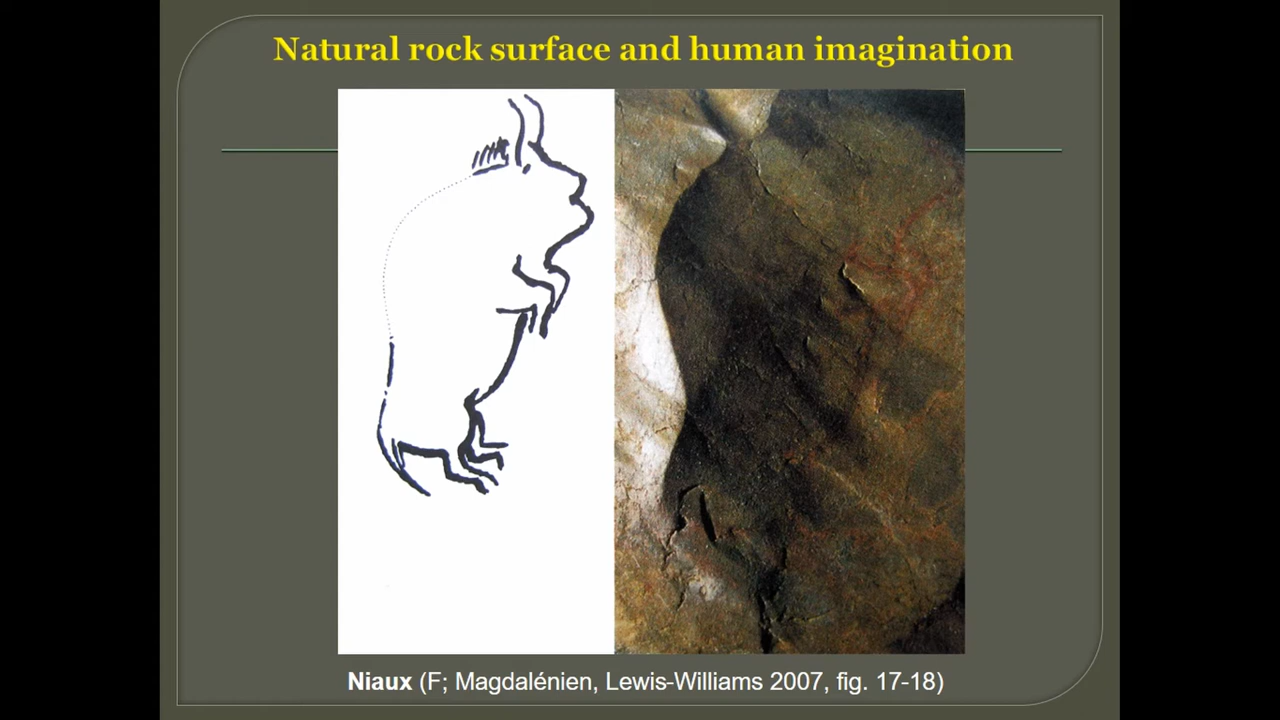 Natural rock surface and human imagination
Niaux (F; Magdalénien, Lewis-Williams 2007, fig. 17-18)